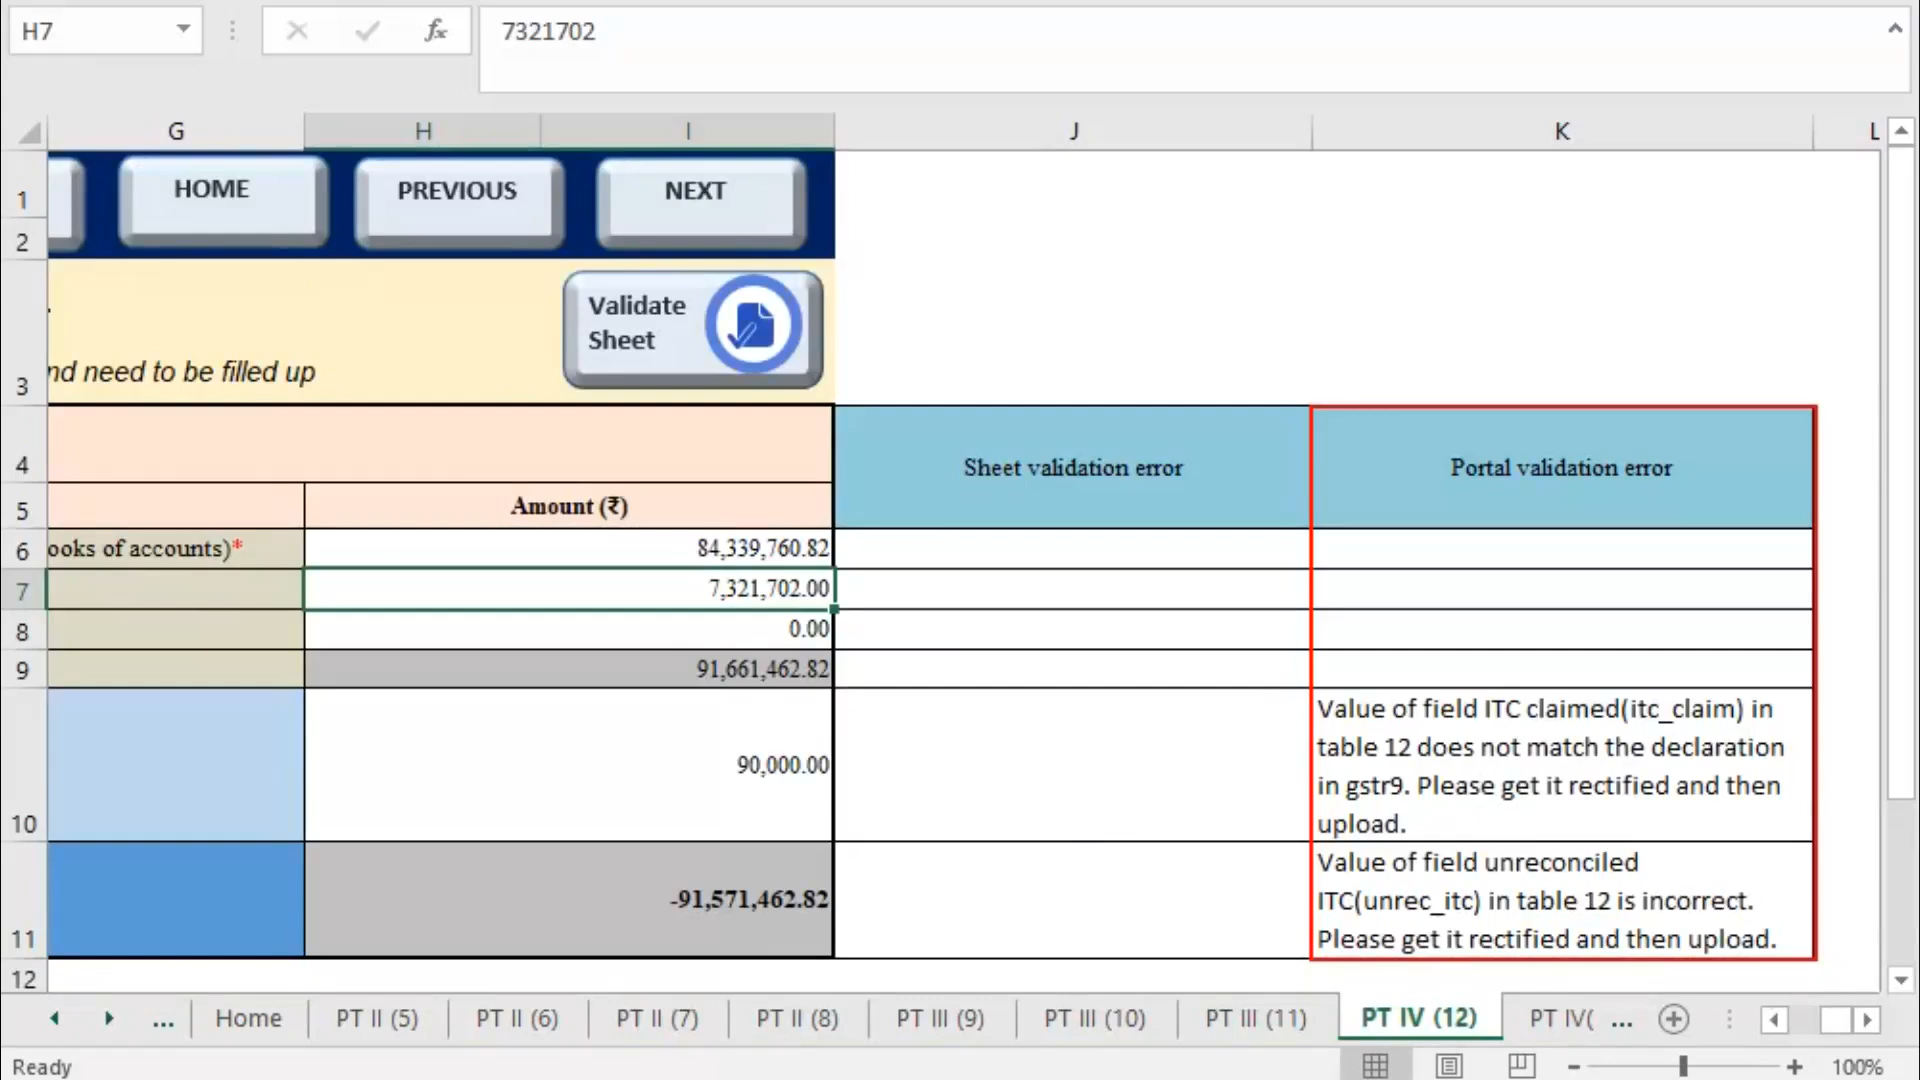 H7
fx
7321702
G H I J K L
1
HOME PREVIOUS NEXT
2
Validate
Sheet
3
nd need to be filled up
4
Sheet validation error
Portal validation error
5
Amount (₹)
6
ooks of accounts)*
84,339,760.82
7
7,321,702.00
8
0.00
9
91,661,462.82
10
90,000.00
Value of field ITC claimed(itc_claim) in
table 12 does not match the declaration
in gstr9. Please get it rectified and then
upload.
11
-91,571,462.82
Value of field unreconciled
ITC(unrec_itc) in table 12 is incorrect.
Please get it rectified and then upload.
12
... Home PT II (5) PT II (6) PT II (7) PT II (8) PT III (9) PT III (10) PT III (11) PT IV (12) PT IV( ...
Ready
100%